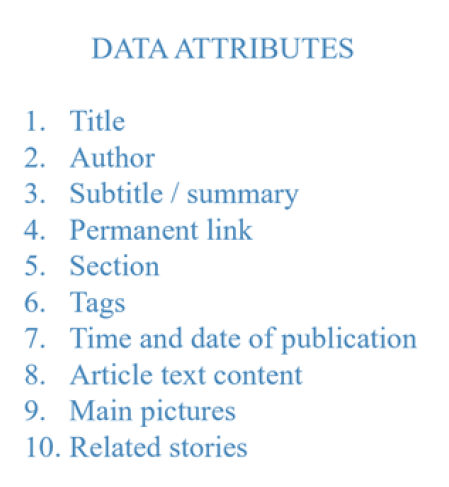 DATA ATTRIBUTES
1. Title
2. Author
3. Subtitle / summary
4. Permanent link
5. Section
6. Tags
7. Time and date of publication
8. Article text content
9. Main pictures
10. Related stories